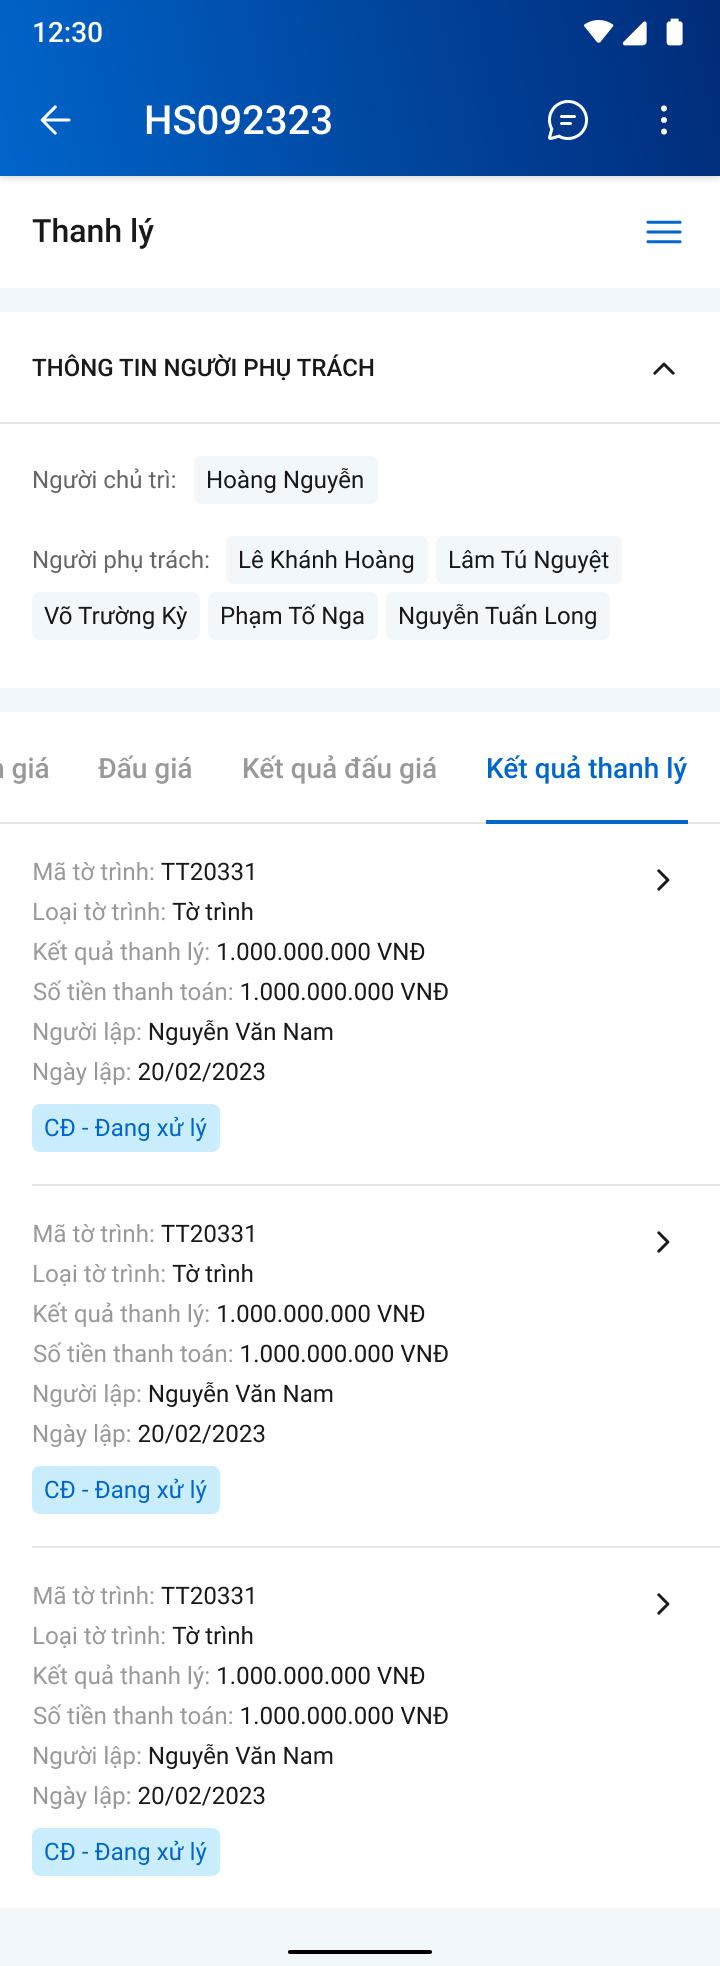 12:30
HS092323
Thanh lý
THÔNG TIN NGƯỜI PHỤ TRÁCH
Người chủ trì: Hoàng Nguyễn
Người phụ trách: Lê Khánh Hoàng Lâm Tú Nguyệt
Võ Trường Kỳ Phạm Tố Nga Nguyễn Tuấn Long
giá Đấu giá Kết quả đấu giá Kết quả thanh lý
Mã tờ trình: TT20331
Loại tờ trình: Tờ trình
Kết quả thanh lý: 1.000.000.000 VNĐ
Số tiền thanh toán: 1.000.000.000 VNĐ
Người lập: Nguyễn Văn Nam
Ngày lập: 20/02/2023
CĐ - Đang xử lý
Mã tờ trình: TT20331
Loại tờ trình: Tờ trình
Kết quả thanh lý: 1.000.000.000 VNĐ
Số tiền thanh toán: 1.000.000.000 VNĐ
Người lập: Nguyễn Văn Nam
Ngày lập: 20/02/2023
CĐ - Đang xử lý
Mã tờ trình: TT20331
Loại tờ trình: Tờ trình
Kết quả thanh lý: 1.000.000.000 VNĐ
Số tiền thanh toán: 1.000.000.000 VNĐ
Người lập: Nguyễn Văn Nam
Ngày lập: 20/02/2023
CĐ - Đang xử lý